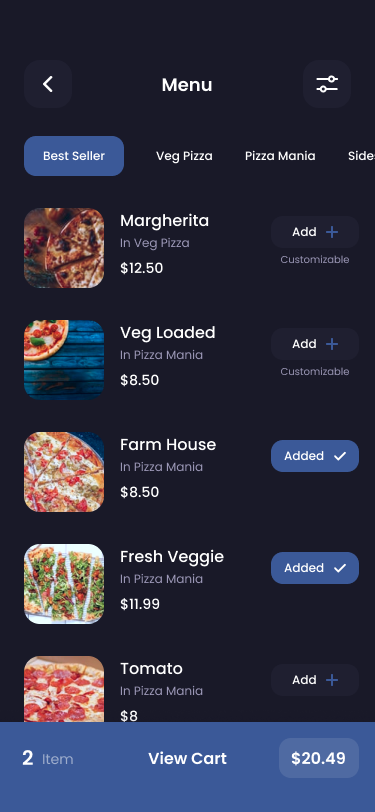 Menu
Best Seller Veg Pizza Pizza Mania Side
Margherita
In Veg Pizza
$12.50
Add
Customizable
Veg Loaded
In Pizza Mania
$8.50
Add
Customizable
Farm House
In Pizza Mania
$8.50
Added
Fresh Veggie
In Pizza Mania
$11.99
Added
Tomato
In Pizza Mania
$8
Add
2 Item View Cart $20.49